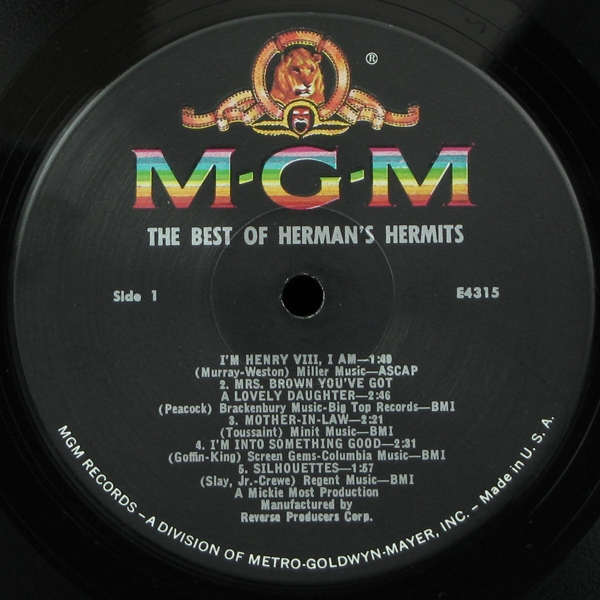 ®
M·G·M
THE BEST OF HERMAN'S HERMITS
Side 1
E4315
I'M HENRY VIII, I AM—1:49
(Murray-Weston) Miller Music—ASCAP
2. MRS. BROWN YOU'VE GOT
A LOVELY DAUGHTER—2:46
(Peacock) Brackenbury Music-Big Top Records—BMI
3. MOTHER-IN-LAW—2:21
(Toussaint) Minit Music—BMI
4. I'M INTO SOMETHING GOOD—2:31
(Goffin-King) Screen Gems-Columbia Music—BMI
5. SILHOUETTES—1:57
(Slay, Jr.-Crewe) Regent Music—BMI
A Mickie Most Production
Manufactured by
Reverse Producers Corp.
MGM RECORDS – A DIVISION OF METRO-GOLDWYN-MAYER, INC. – Made in U. S. A.